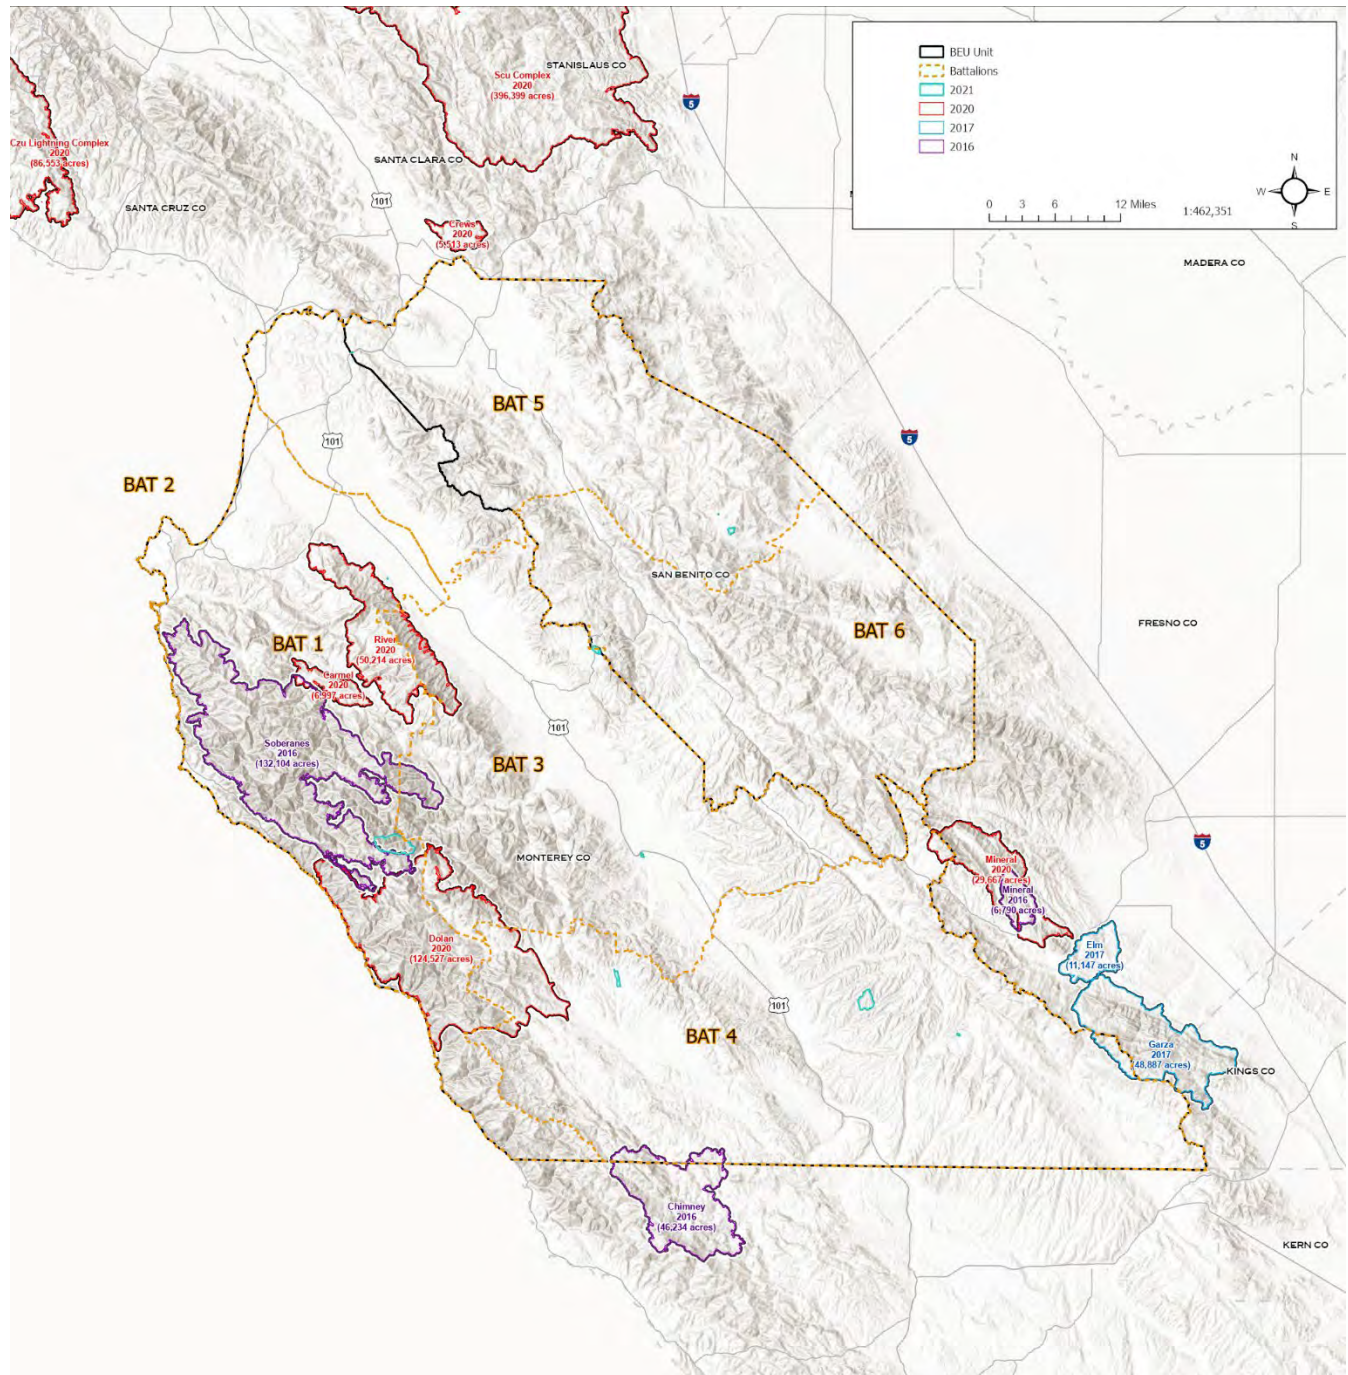 BEU Unit
Battalions
2021
2020
2017
2016
0 3 6 12 Miles
1:462,351
N
W E
S
STANISLAUS CO
Scu Complex
2020
(396,399 acres)
5
Czu Lightning Complex
2020
(86,553 acres)
SANTA CLARA CO
101
SANTA CRUZ CO
Crews
2020
(5,513 acres)
MADERA CO
BAT 5
101
5
BAT 2
SAN BENITO CO
FRESNO CO
BAT 6
BAT 1
River
2020
(50,214 acres)
Carmel
2020
(6,997 acres)
101
Soberanes
2016
(132,104 acres)
BAT 3
5
MONTEREY CO
Mineral
2020
(29,667 acres)
Mineral
2016
(6,790 acres)
Dolan
2020
(124,527 acres)
Elm
2017
(11,147 acres)
101
BAT 4
Garza
2017
(48,887 acres)
KINGS CO
Chimney
2016
(46,234 acres)
KERN CO